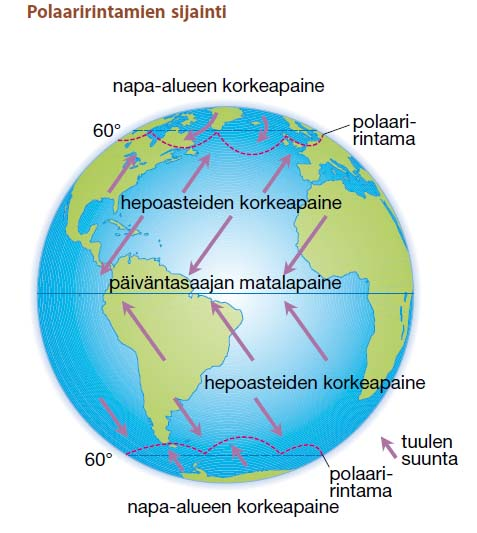 Polaaririntamien sijainti
napa-alueen korkeapaine
60°
polaari-
rintama
hepoasteiden korkeapaine
päiväntasaajan matalapaine
hepoasteiden korkeapaine
tuulen
suunta
60°
polaari-
rintama
napa-alueen korkeapaine